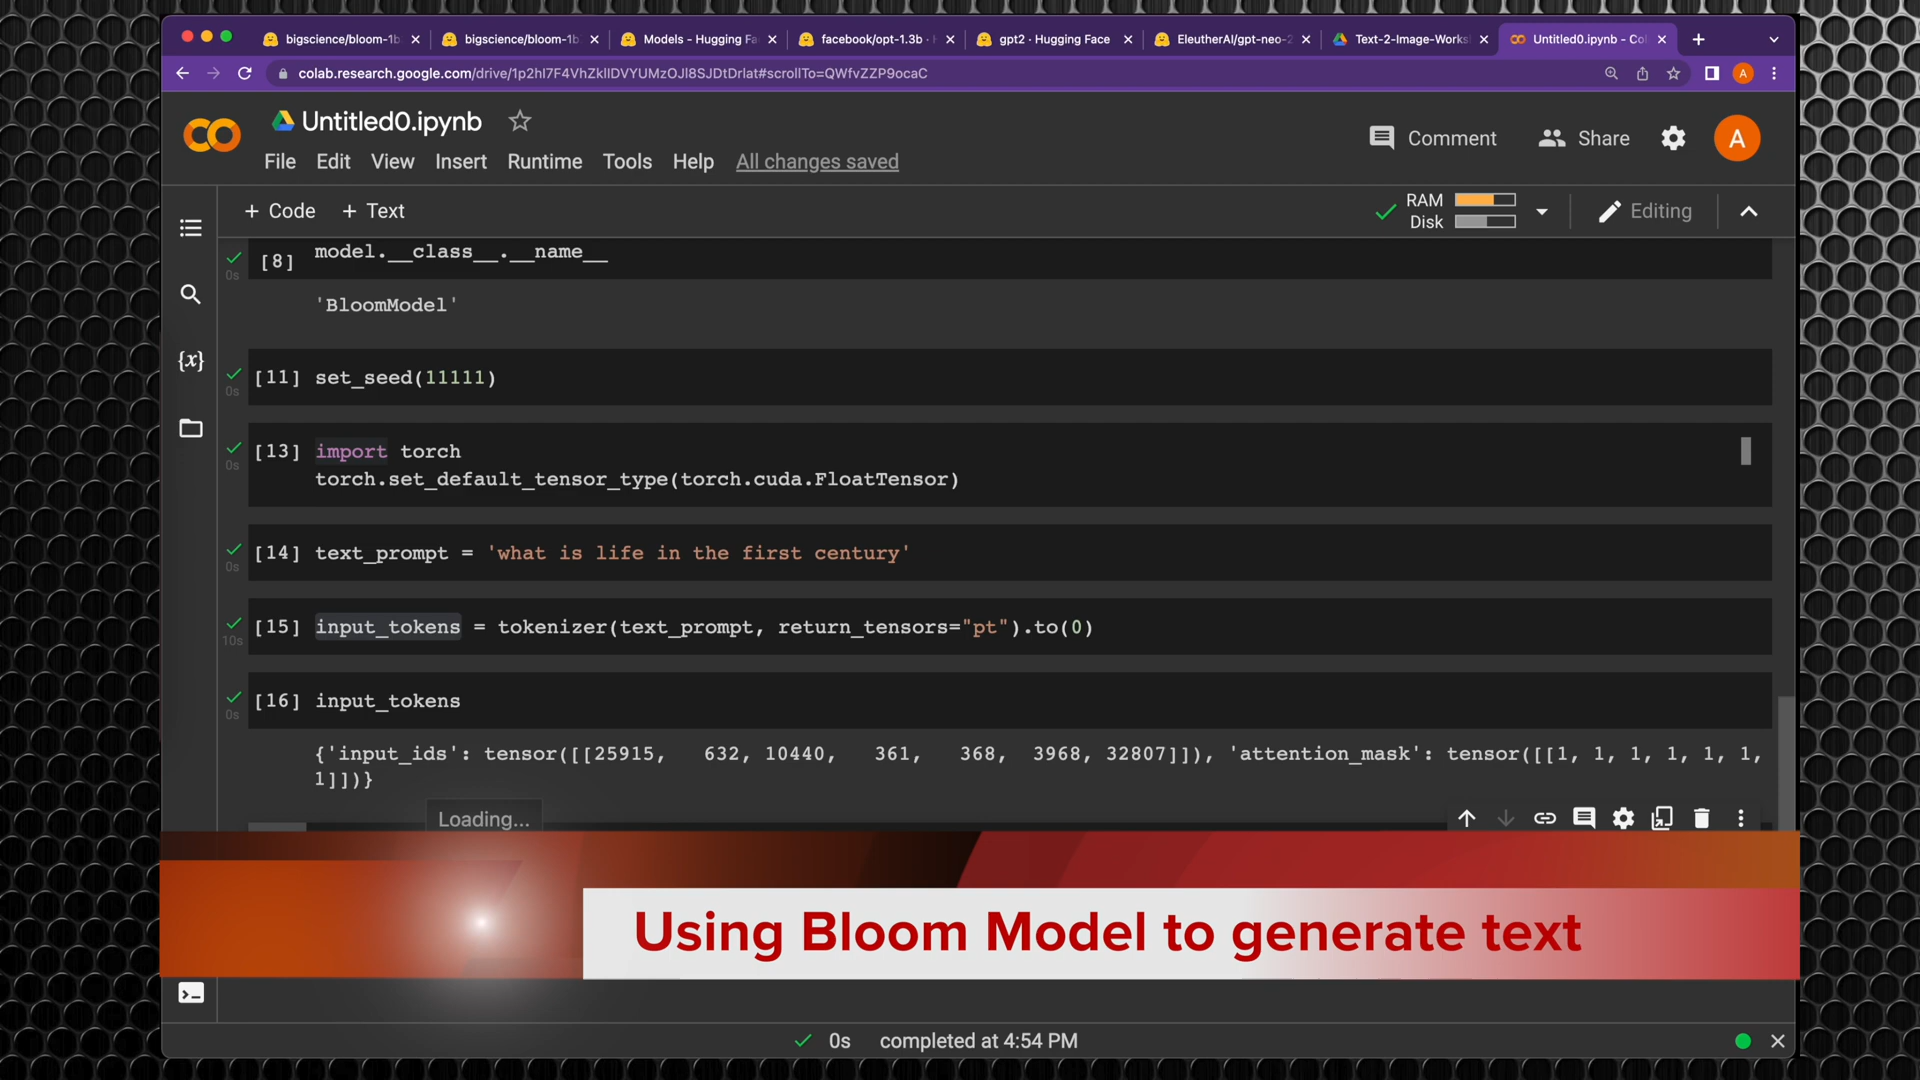 bigscience/bloom-1b
bigscience/bloom-1b
Models - Hugging Fa
facebook/opt-1.3b ·
gpt2 · Hugging Face
EleutherAI/gpt-neo-2
Text-2-Image-Works
Untitled0.ipynb - Co
colab.research.google.com/drive/
A
Untitled0.ipynb
Comment
Share
A
File Edit View Insert Runtime Tools Help All changes saved
+ Code + Text
RAM
Disk
Editing
[8] model.__class__.__name__
0s
'BloomModel'
{x}
[11] set_seed(11111)
0s
[13] import torch
0s
torch.set_default_tensor_type(torch.cuda.FloatTensor)
[14] text_prompt = 'what is life in the first century'
0s
[15] input_tokens = tokenizer(text_prompt, return_tensors="pt").to(0)
10s
[16] input_tokens
0s
{'input_ids': tensor([[25915, 632, 10440, 361, 368, 3968, 32807]]), 'attention_mask': tensor([[1, 1, 1, 1, 1, 1,
1]])}
Loading...
Using Bloom Model to generate text
0s completed at 4:54 PM